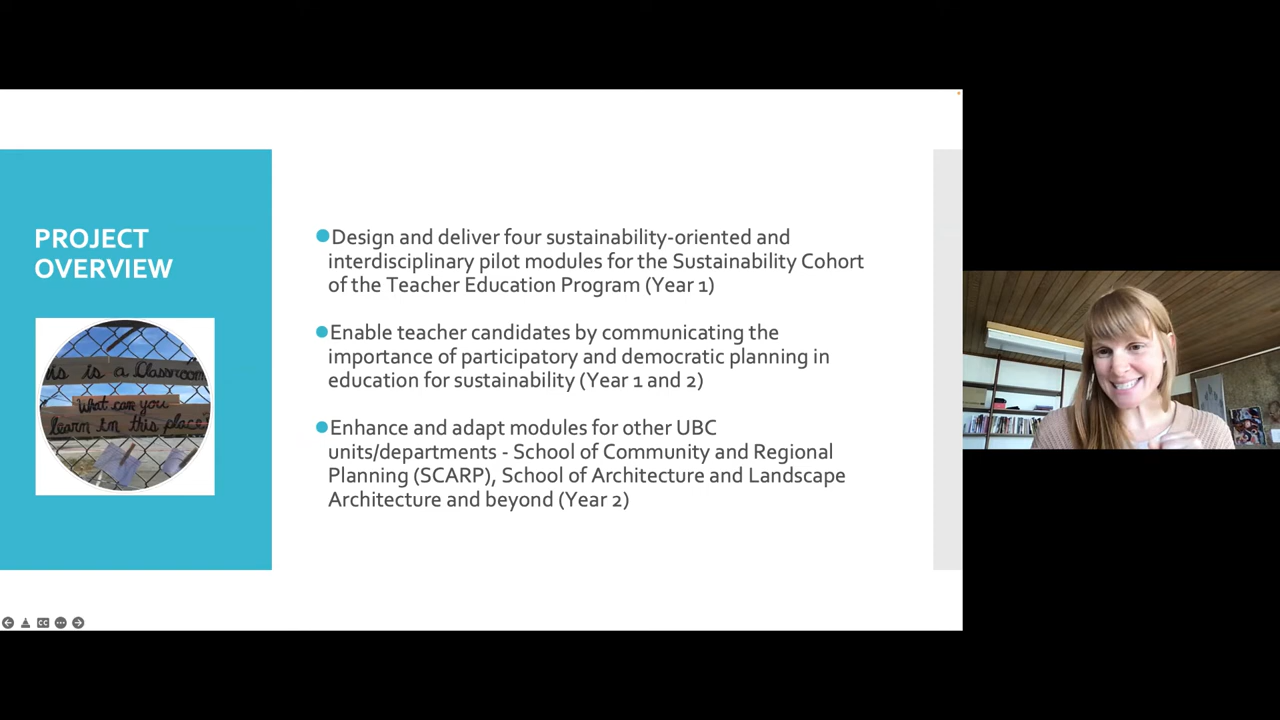 PROJECT
OVERVIEW
is is a Classroom
What can you
learn in this place?
Design and deliver four sustainability-oriented and
interdisciplinary pilot modules for the Sustainability Cohort
of the Teacher Education Program (Year 1)
Enable teacher candidates by communicating the
importance of participatory and democratic planning in
education for sustainability (Year 1 and 2)
Enhance and adapt modules for other UBC
units/departments - School of Community and Regional
Planning (SCARP), School of Architecture and Landscape
Architecture and beyond (Year 2)
CC